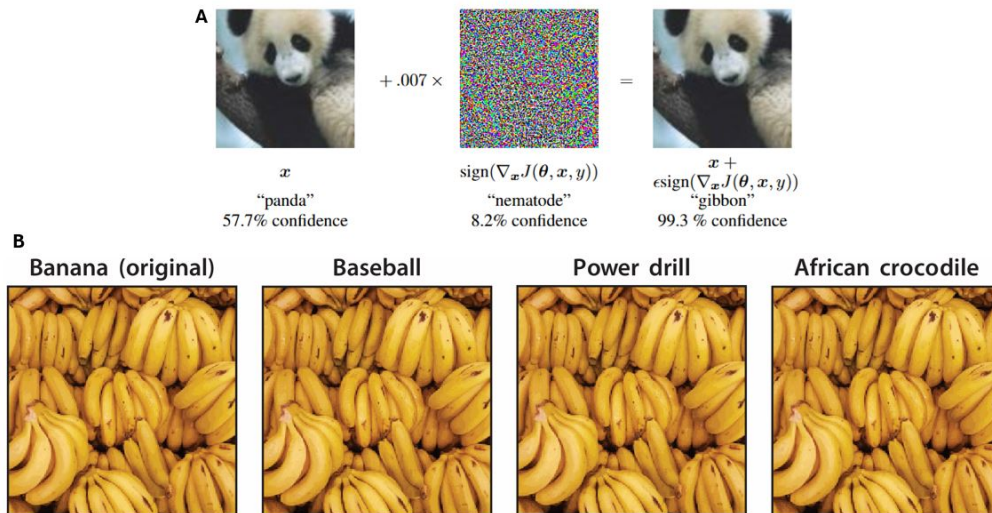 A
+ .007 ×
=
x
sign(∇ₓJ(θ, x, y))
x +
ϵsign(∇ₓJ(θ, x, y))
“panda”
“nematode”
“gibbon”
57.7% confidence
8.2% confidence
99.3 % confidence
B
Banana (original)
Baseball
Power drill
African crocodile